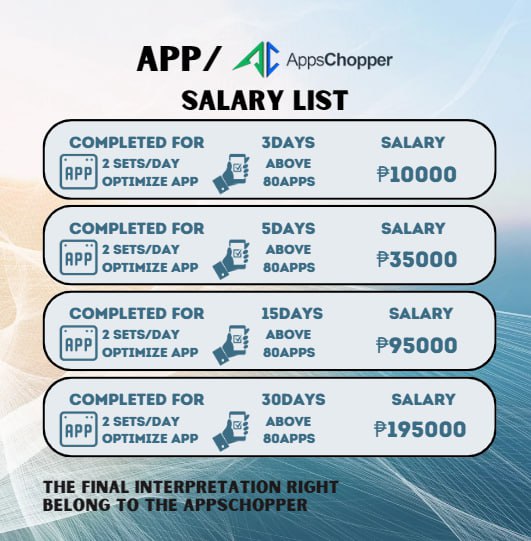 APP/ AppsChopper
SALARY LIST
COMPLETED FOR 3DAYS SALARY
APP 2 SETS/DAY ABOVE ₱10000
OPTIMIZE APP 80APPS
COMPLETED FOR 5DAYS SALARY
APP 2 SETS/DAY ABOVE ₱35000
OPTIMIZE APP 80APPS
COMPLETED FOR 15DAYS SALARY
APP 2 SETS/DAY ABOVE ₱95000
OPTIMIZE APP 80APPS
COMPLETED FOR 30DAYS SALARY
APP 2 SETS/DAY ABOVE ₱195000
OPTIMIZE APP 80APPS
THE FINAL INTERPRETATION RIGHT
BELONG TO THE APPSCHOPPER